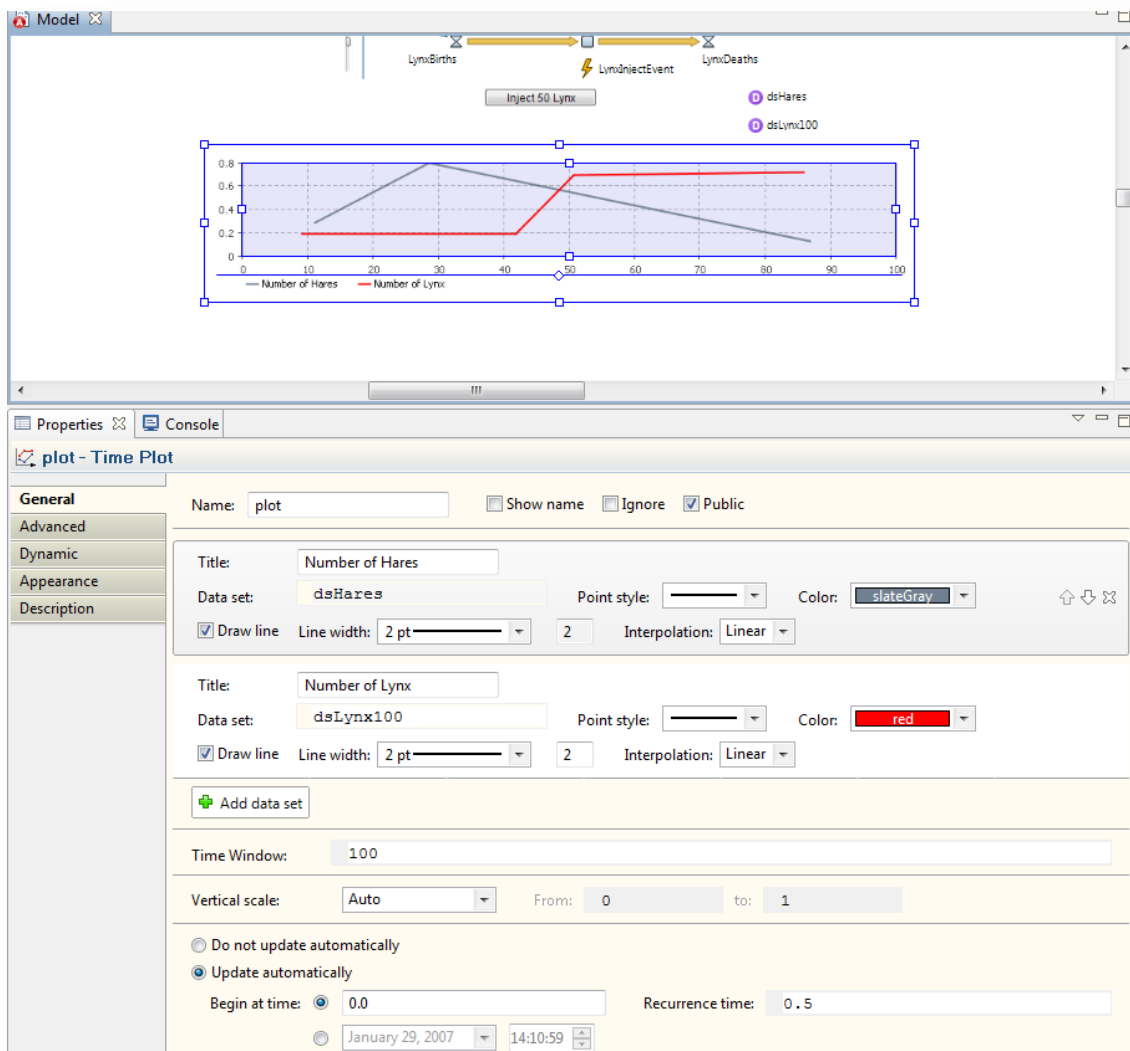 Model
LynxBirths
LynxInjectEvent
LynxDeaths
Inject 50 Lynx
D dsHares
D dsLynx100
0.8
0.6
0.4
0.2
0
0 10 20 30 40 50 60 70 80 90 100
Number of Hares Number of Lynx
Properties Console
plot - Time Plot
General
Advanced
Dynamic
Appearance
Description
Name: plot Show name Ignore Public
Title: Number of Hares
Data set: dsHares Point style: Color: slateGray
Draw line Line width: 2 pt 2 Interpolation: Linear
Title: Number of Lynx
Data set: dsLynx100 Point style: Color: red
Draw line Line width: 2 pt 2 Interpolation: Linear
Add data set
Time Window: 100
Vertical scale: Auto From: 0 to: 1
Do not update automatically
Update automatically
Begin at time: 0.0 Recurrence time: 0.5
January 29, 2007 14:10:59